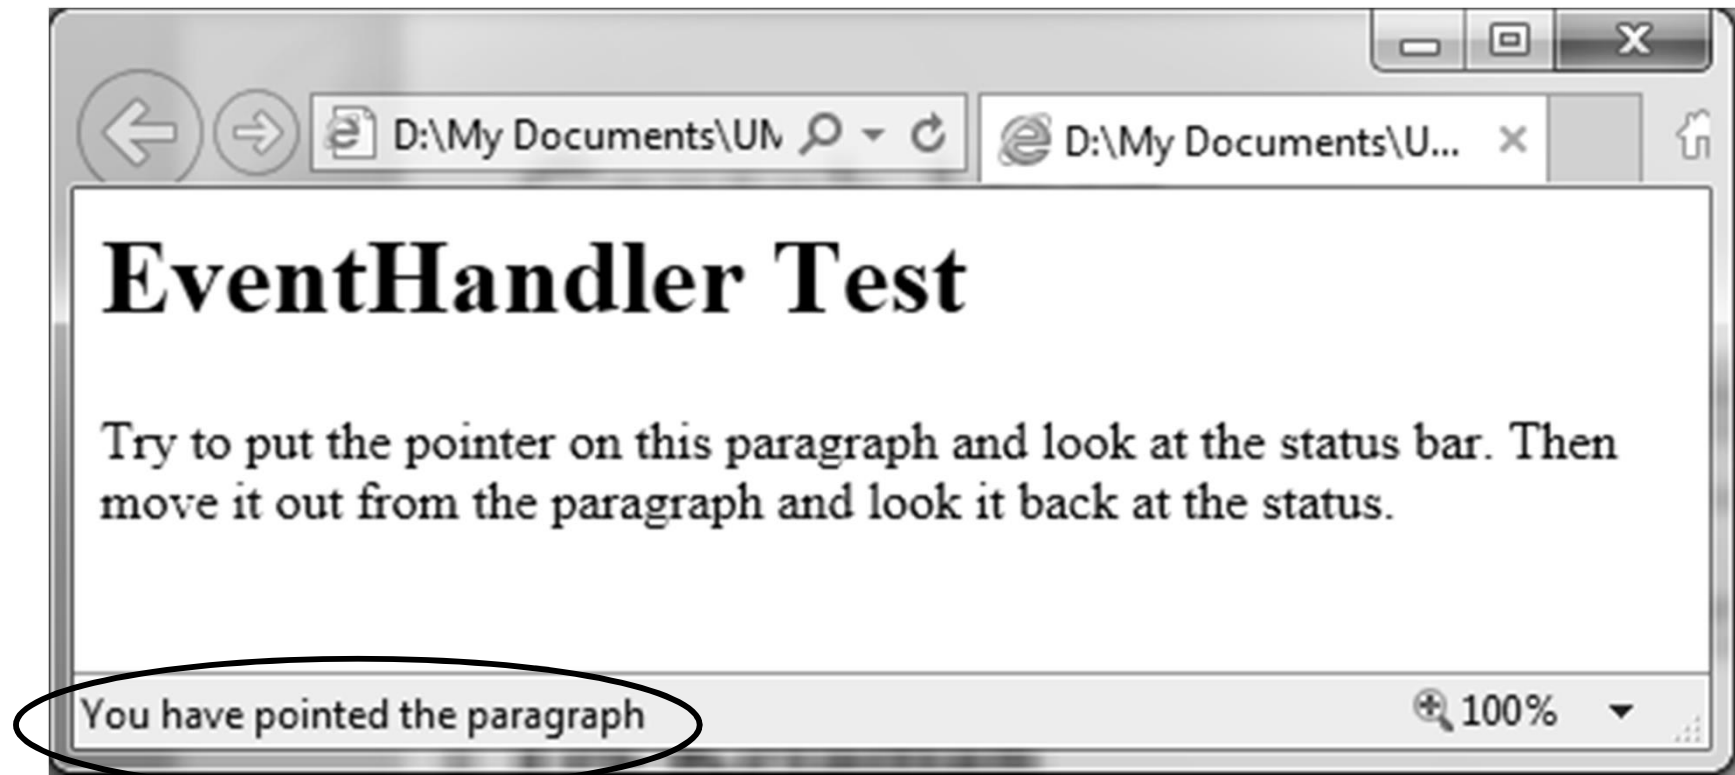 D:\My Documents\UM
D:\My Documents\U...
EventHandler Test
Try to put the pointer on this paragraph and look at the status bar. Then
move it out from the paragraph and look it back at the status.
You have pointed the paragraph
100%